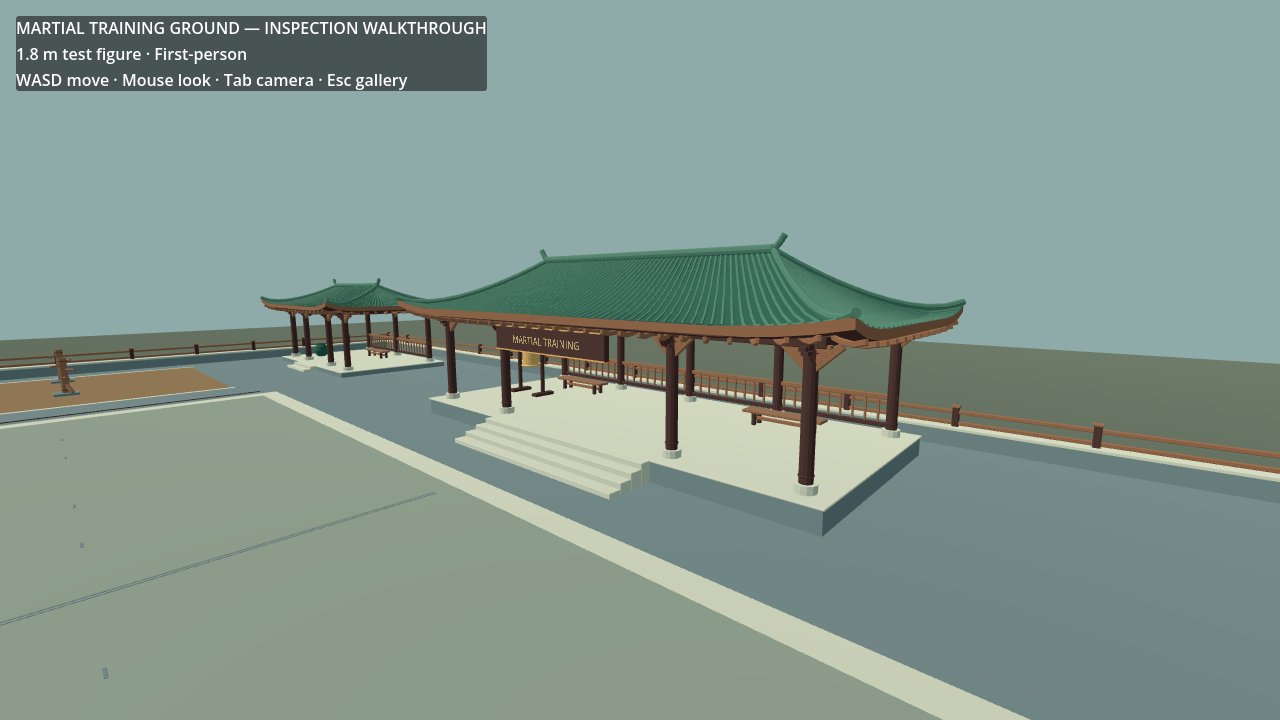 MARTIAL TRAINING GROUND — INSPECTION WALKTHROUGH
1.8 m test figure · First-person
WASD move · Mouse look · Tab camera · Esc gallery
MARTIAL TRAINING